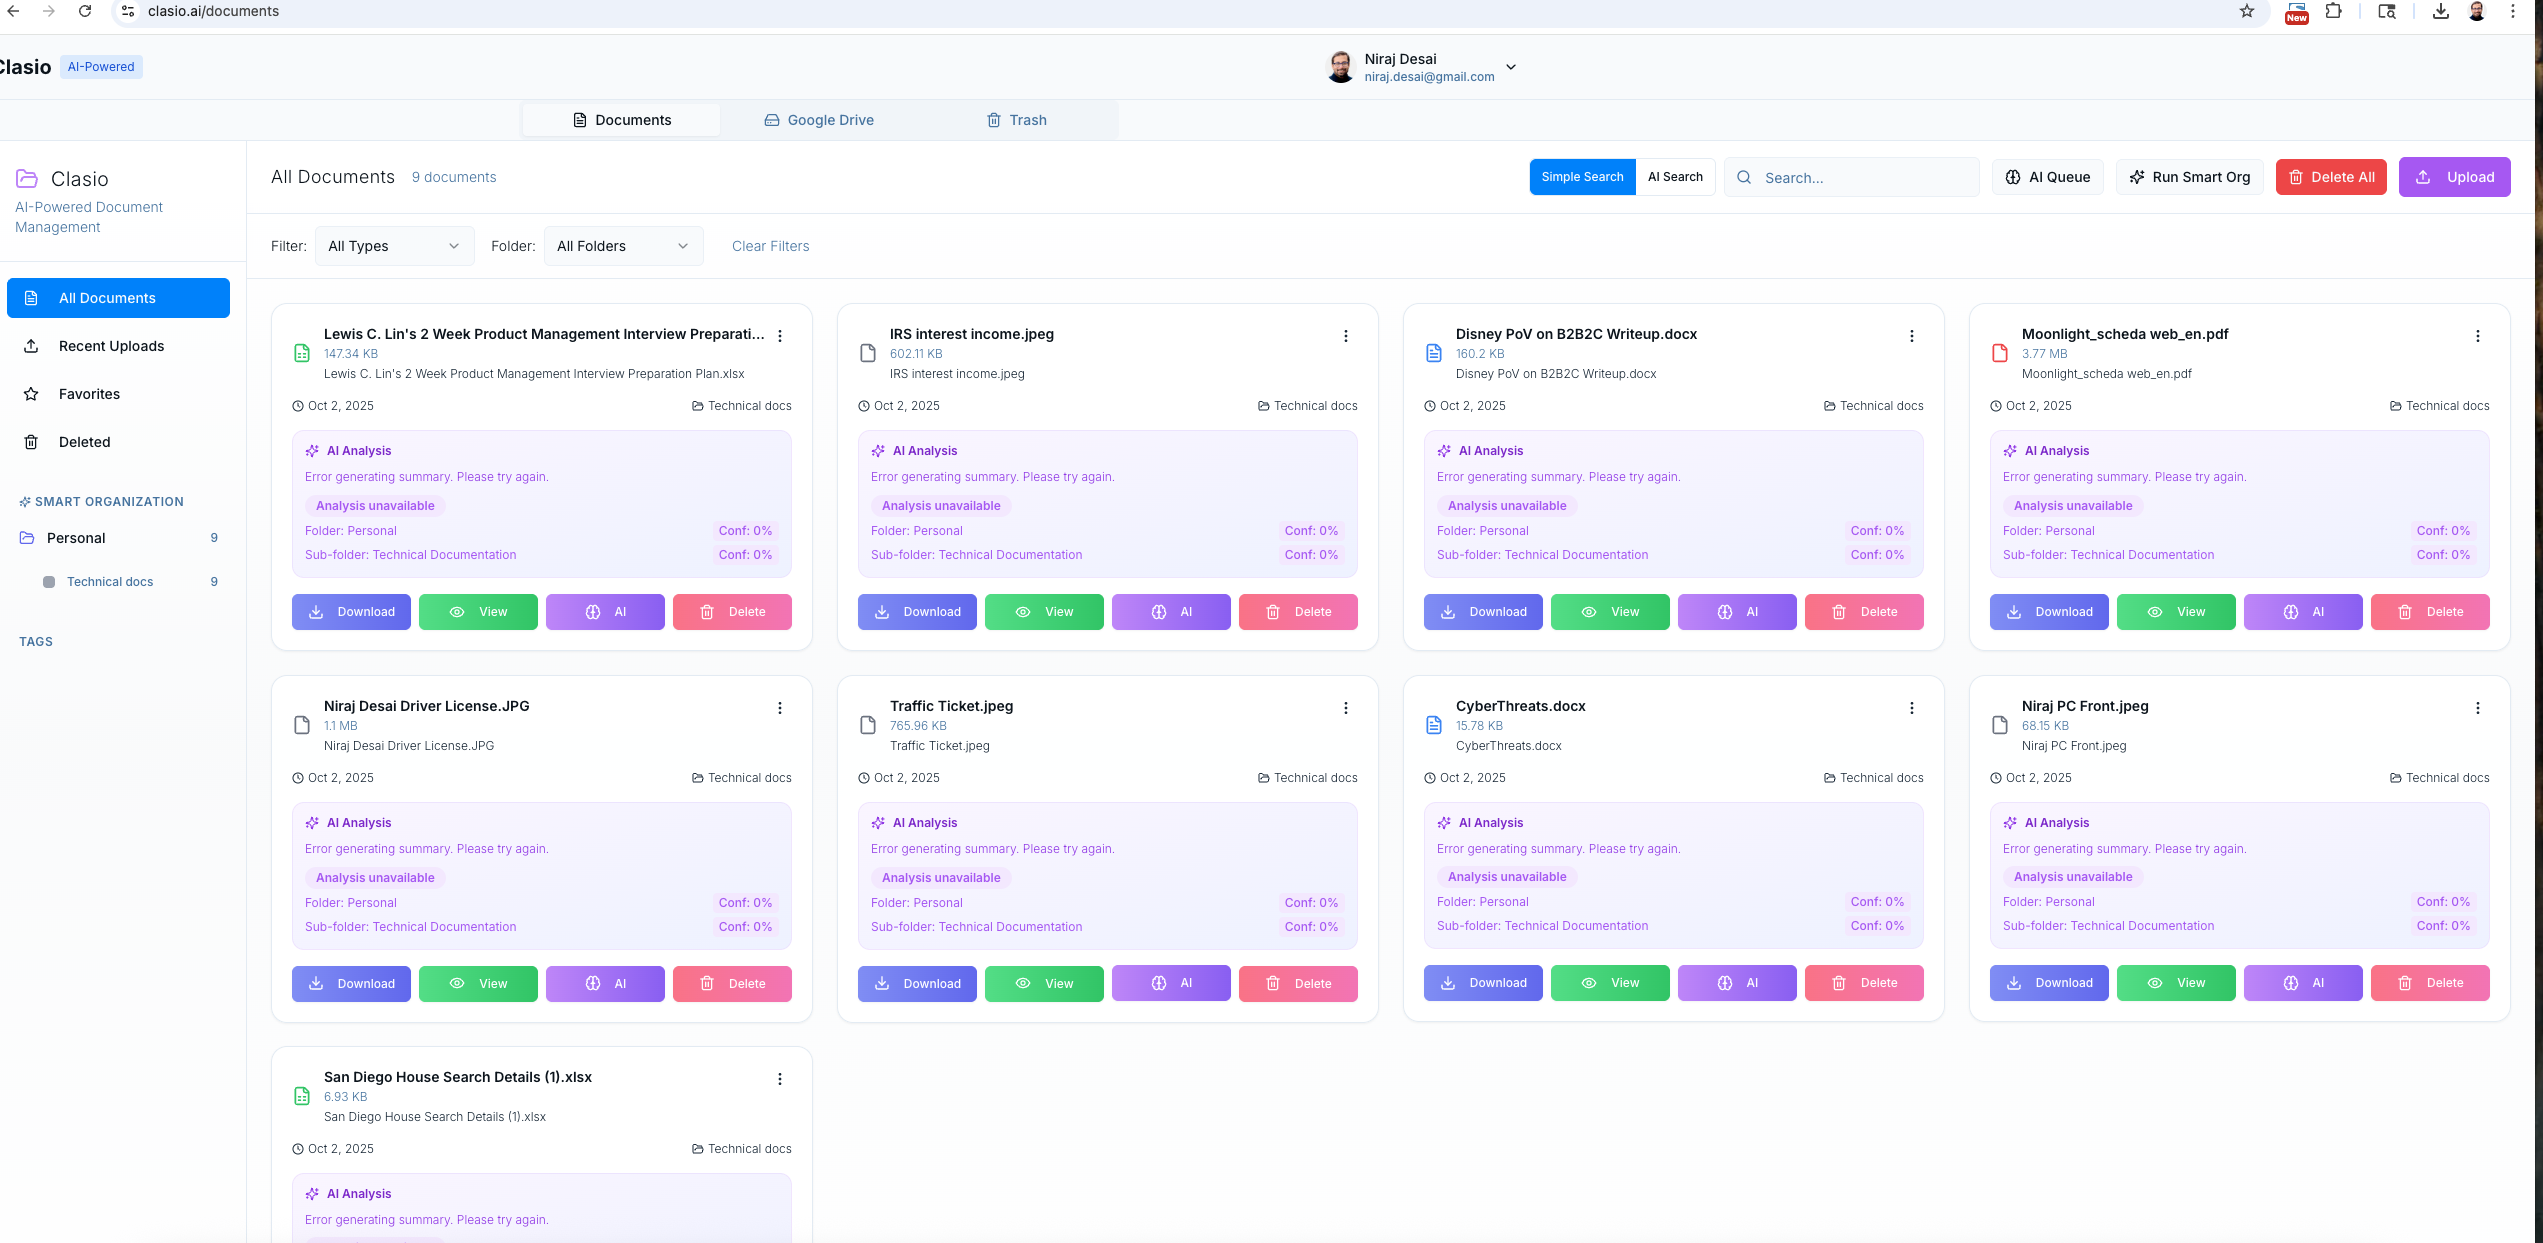 clasio.ai/documents
New
Clasio AI-Powered
Niraj Desai
niraj.desai@gmail.com
Documents Google Drive Trash
Clasio
AI-Powered Document
Management
All Documents
Recent Uploads
Favorites
Deleted
SMART ORGANIZATION
Personal 9
Technical docs 9
TAGS
All Documents 9 documents Simple Search AI Search Search... AI Queue Run Smart Org Delete All Upload
Filter: All Types Folder: All Folders Clear Filters
Lewis C. Lin's 2 Week Product Management Interview Preparati...
147.34 KB
Lewis C. Lin's 2 Week Product Management Interview Preparation Plan.xlsx
Oct 2, 2025 Technical docs
AI Analysis
Error generating summary. Please try again.
Analysis unavailable
Folder: Personal Conf: 0%
Sub-folder: Technical Documentation Conf: 0%
Download View AI Delete
IRS interest income.jpeg
602.11 KB
IRS interest income.jpeg
Oct 2, 2025 Technical docs
AI Analysis
Error generating summary. Please try again.
Analysis unavailable
Folder: Personal Conf: 0%
Sub-folder: Technical Documentation Conf: 0%
Download View AI Delete
Disney PoV on B2B2C Writeup.docx
160.2 KB
Disney PoV on B2B2C Writeup.docx
Oct 2, 2025 Technical docs
AI Analysis
Error generating summary. Please try again.
Analysis unavailable
Folder: Personal Conf: 0%
Sub-folder: Technical Documentation Conf: 0%
Download View AI Delete
Moonlight_scheda web_en.pdf
3.77 MB
Moonlight_scheda web_en.pdf
Oct 2, 2025 Technical docs
AI Analysis
Error generating summary. Please try again.
Analysis unavailable
Folder: Personal Conf: 0%
Sub-folder: Technical Documentation Conf: 0%
Download View AI Delete
Niraj Desai Driver License.JPG
1.1 MB
Niraj Desai Driver License.JPG
Oct 2, 2025 Technical docs
AI Analysis
Error generating summary. Please try again.
Analysis unavailable
Folder: Personal Conf: 0%
Sub-folder: Technical Documentation Conf: 0%
Download View AI Delete
Traffic Ticket.jpeg
765.96 KB
Traffic Ticket.jpeg
Oct 2, 2025 Technical docs
AI Analysis
Error generating summary. Please try again.
Analysis unavailable
Folder: Personal Conf: 0%
Sub-folder: Technical Documentation Conf: 0%
Download View AI Delete
CyberThreats.docx
15.78 KB
CyberThreats.docx
Oct 2, 2025 Technical docs
AI Analysis
Error generating summary. Please try again.
Analysis unavailable
Folder: Personal Conf: 0%
Sub-folder: Technical Documentation Conf: 0%
Download View AI Delete
Niraj PC Front.jpeg
68.15 KB
Niraj PC Front.jpeg
Oct 2, 2025 Technical docs
AI Analysis
Error generating summary. Please try again.
Analysis unavailable
Folder: Personal Conf: 0%
Sub-folder: Technical Documentation Conf: 0%
Download View AI Delete
San Diego House Search Details (1).xlsx
6.93 KB
San Diego House Search Details (1).xlsx
Oct 2, 2025 Technical docs
AI Analysis
Error generating summary. Please try again.